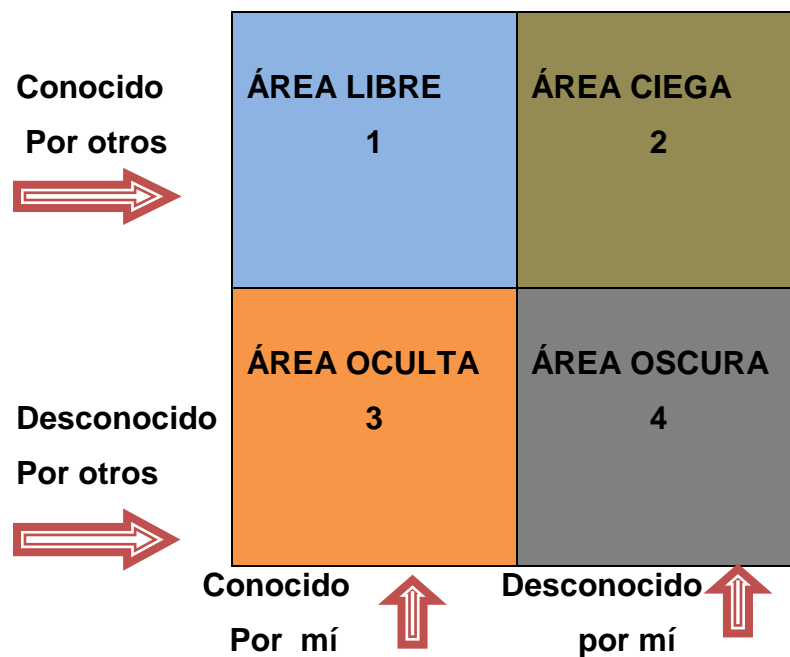 Conocido
Por otros
ÁREA LIBRE
1
ÁREA CIEGA
2
Desconocido
Por otros
ÁREA OCULTA
3
ÁREA OSCURA
4
Conocido
Por mí
Desconocido
por mí